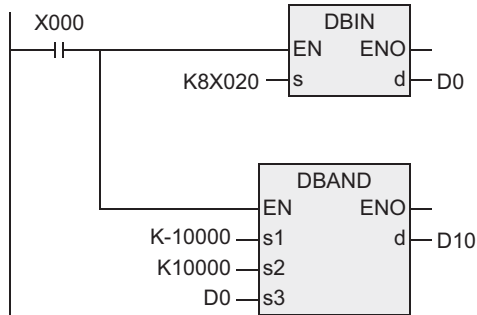 X000
DBIN
EN ENO
K8X020 s d D0
DBAND
EN ENO
K-10000 s1 d D10
K10000 s2
D0 s3